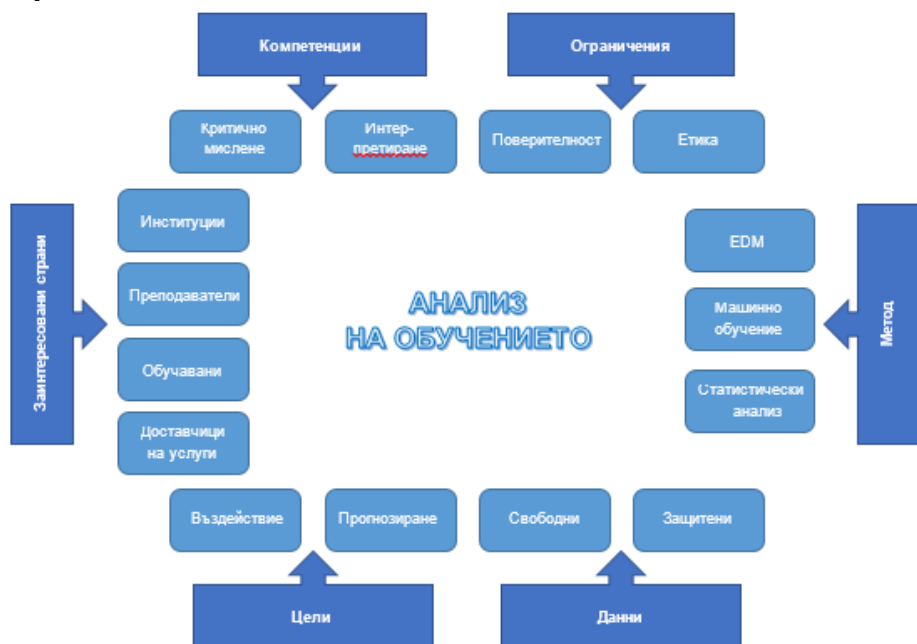 Компетенции
Ограничения
Критично
мислене
Интер-
претиране
Поверителност
Етика
Заинтересовани страни
Институции
Преподаватели
Обучавани
Доставчици
на услуги
АНАЛИЗ
НА ОБУЧЕНИЕТО
EDM
Машинно
обучение
Статистически
анализ
Метод
Въздействие
Прогнозиране
Свободни
Защитени
Цели
Данни